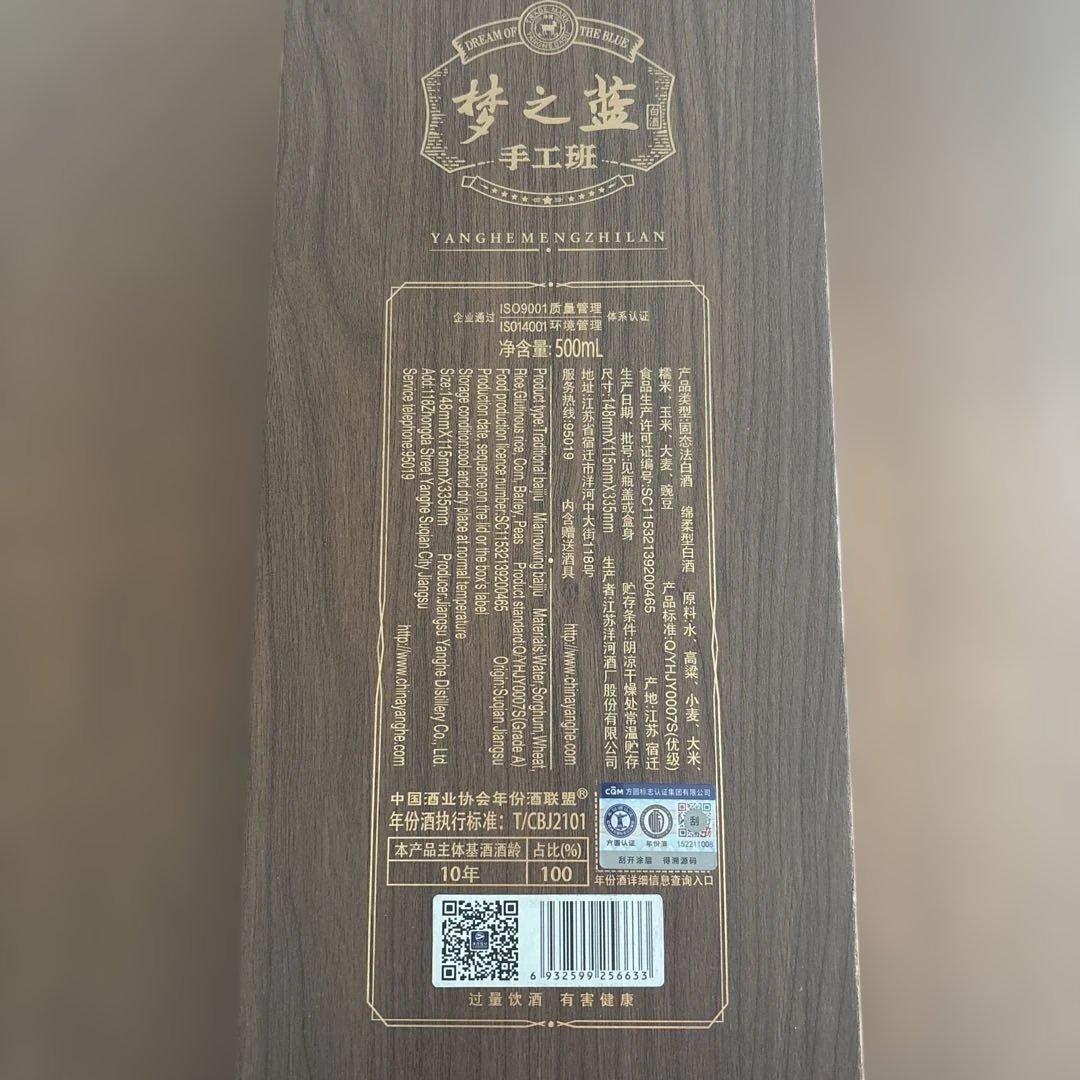 DREAM OF THE BLUE
梦之蓝
白酒
手工班
YANGHEMENGZHILAN
企业通过 ISO9001质量管理 体系认证
ISO14001环境管理
净含量: 500mL
产品类型:固态法白酒 绵柔型白酒 原料:水、高粱、小麦、大米、
糯米、玉米、大麦、豌豆 产品标准:Q/YHJY0007S(优级)
食品生产许可证编号:SC11532139200465 产地:江苏 宿迁
生产日期、批号:见瓶盖或盒身 贮存条件:阴凉干燥处常温贮存
尺寸:148mmX115mmX335mm 生产者:江苏洋河酒厂股份有限公司
地址:江苏省宿迁市洋河中大街118号
服务热线:95019 内含赠送酒具 http://www.chinayanghe.com
Product type:Traditional baijiu Mianrouxing baijiu Materials:Water,Sorghum,Wheat,
Rice,Glutinous rice, Corn, Barley, Peas Product standard:Q/YHJY0007S(Grade A)
Food production licence number:SC11532139200465 Origin:Suqian Jiangsu
Production date, sequence:on the lid or the box's label
Storage condition:cool and dry place at normal temperature
Size:148mmX115mmX335mm Producer:Jiangsu Yanghe Distillery Co., Ltd
Add:118Zhongda Street Yanghe Suqian City Jiangsu
Service telephone:95019 http://www.chinayanghe.com
中国酒业协会年份酒联盟®
年份酒执行标准: T/CBJ2101
本产品主体基酒酒龄 占比(%)
10年 100
CQM 方圆标志认证集团有限公司
刮
方圆认证 年份酒 152211008
刮开涂层 得溯源码
年份酒详细信息查询入口
6 932599 256633
过量饮酒 有害健康